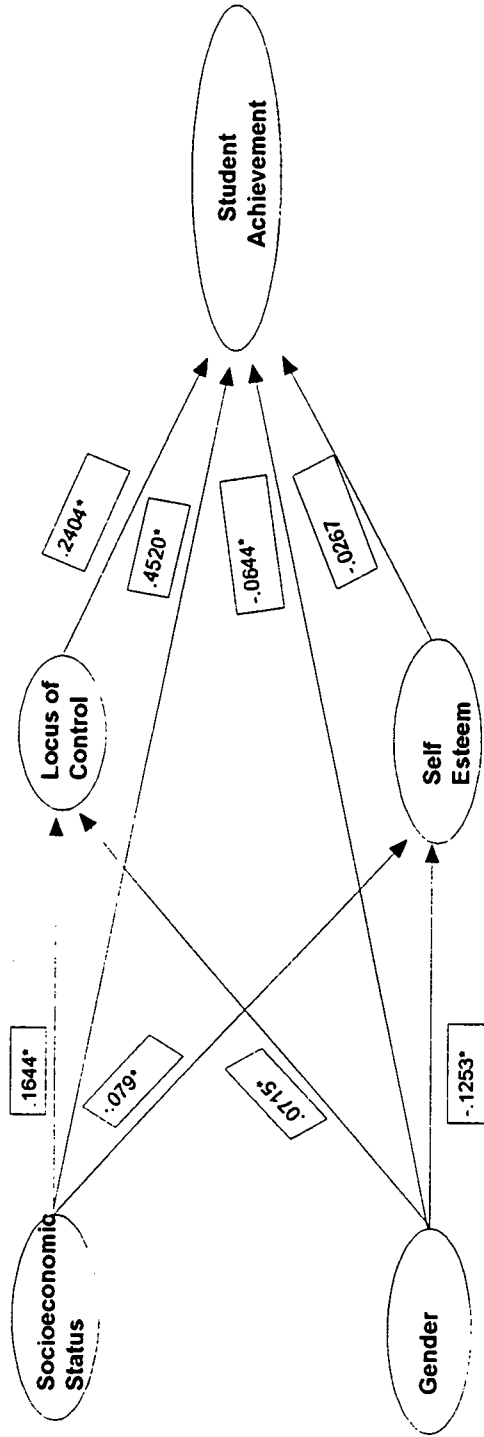 Socioeconomic
Status
.1644*
Locus of
Control
.2404*
.4520*
-.079*
Student
Achievement
.0715*
-.0644*
Gender
-.1253*
Self
Esteem
-.0267